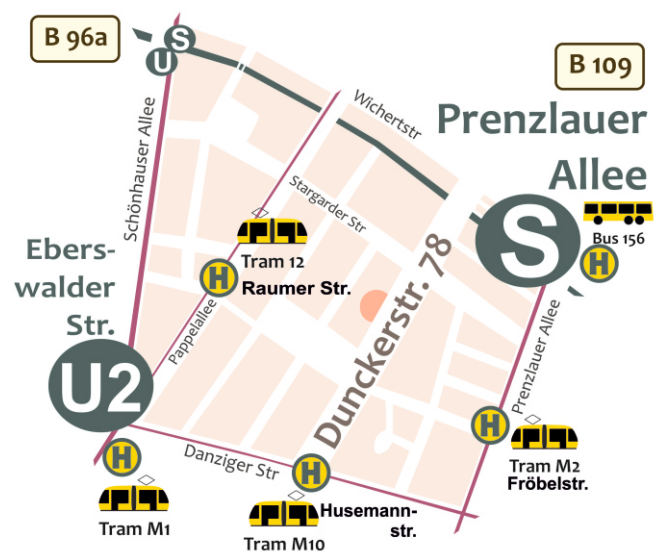 B 96a
S
U
B 109
Prenzlauer
Allee
Wichertstr
Schönhauser Allee
Stargarder Str
S
Bus 156
H
Tram 12
H
Raumer Str.
Ebers-
walder
Str.
Pappelallee
Dunckerstr. 78
Prenzlauer Allee
U2
H
Tram M2
Fröbelstr.
H
Danziger Str
H
Husemann-
str.
Tram M1
Tram M10